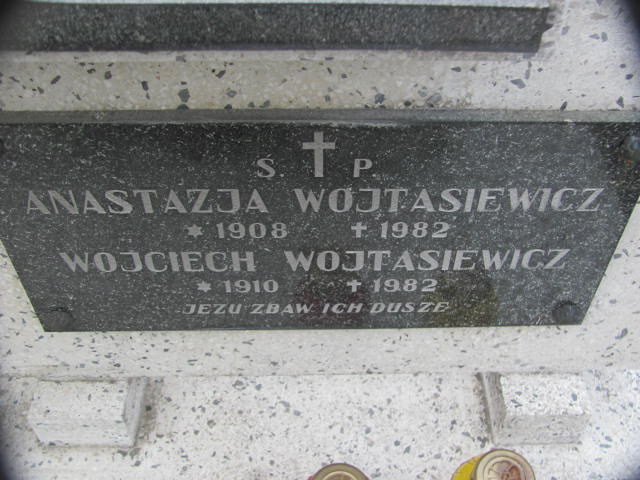 Ś. P.
ANASTAZJA WOJTASIEWICZ
* 1908 † 1982
WOJCIECH WOJTASIEWICZ
* 1910 † 1982
JEZU ZBAW ICH DUSZE